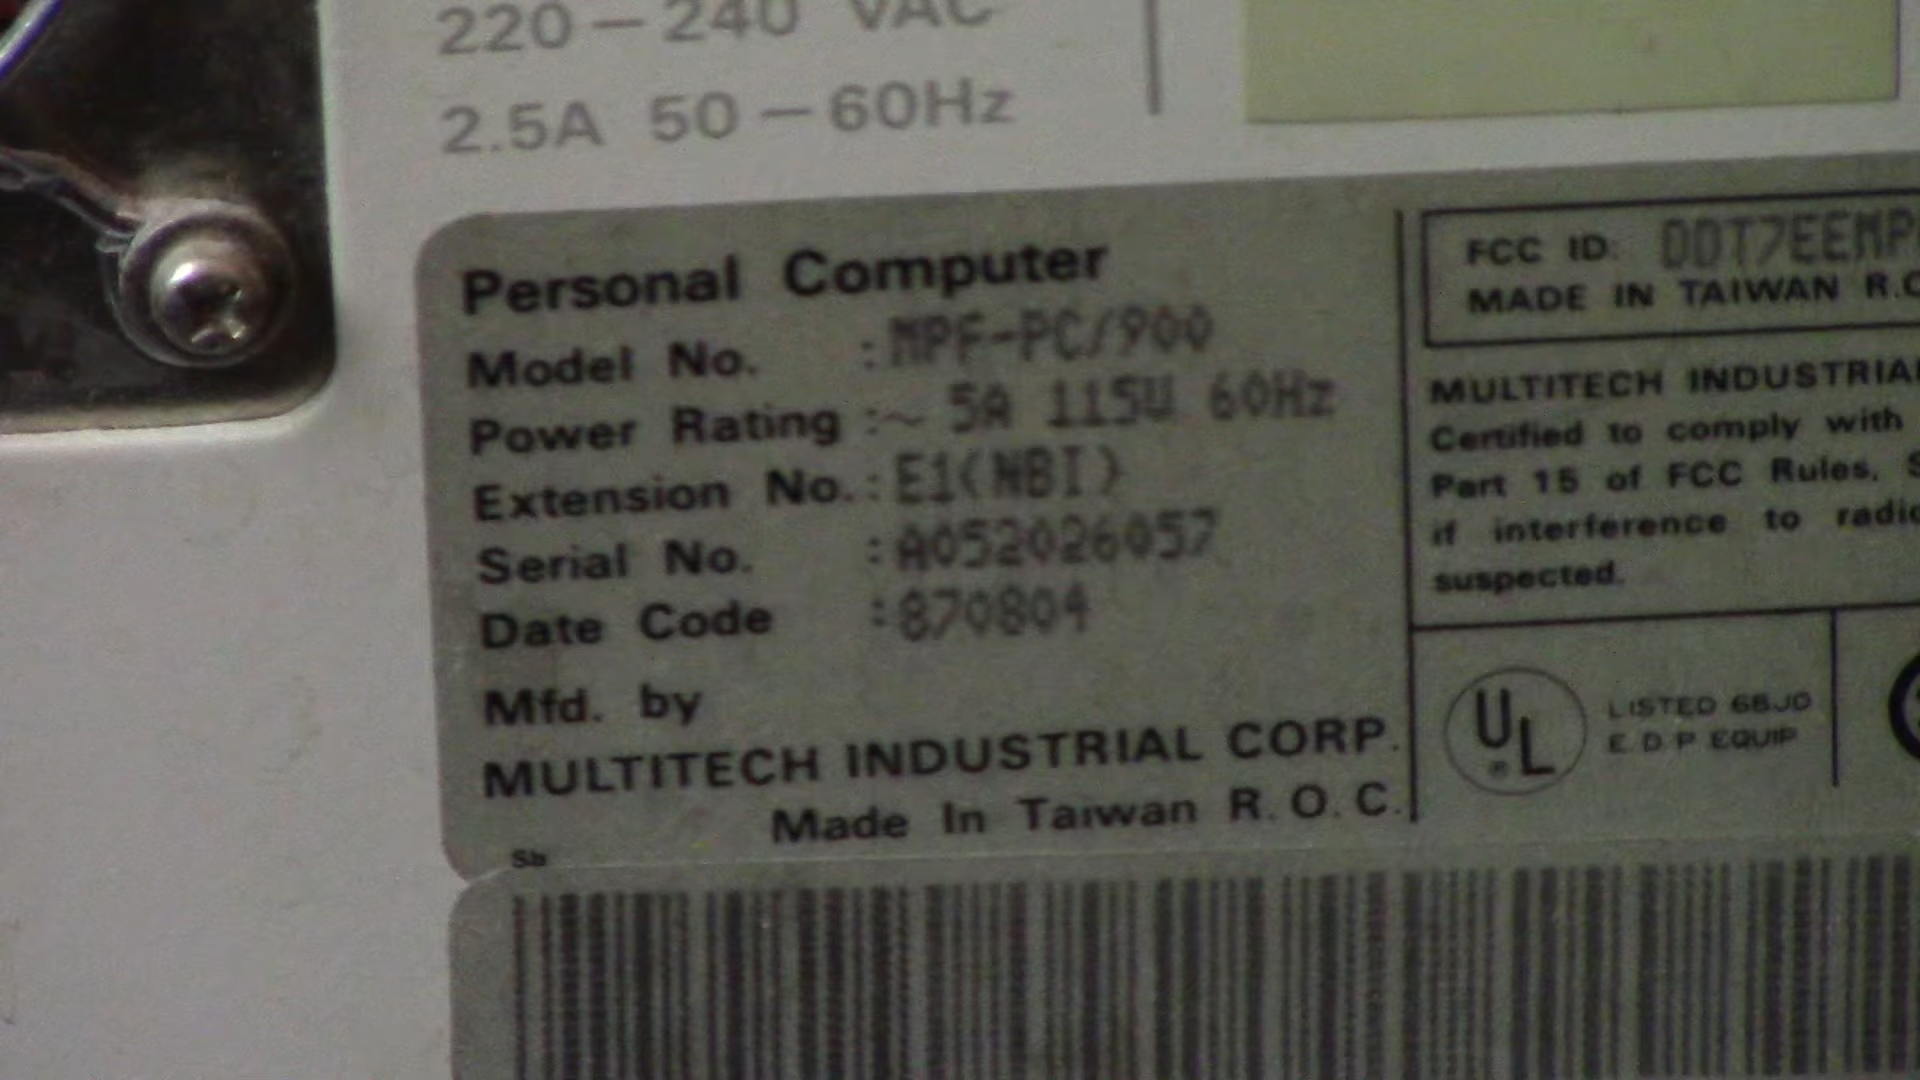 220-240 VAC
2.5A 50-60Hz
Personal Computer
Model No. :MPF-PC/900
Power Rating :~ 5A 115V 60Hz
Extension No.: E1(NBI)
Serial No. :A052026057
Date Code :870804
Mfd. by
MULTITECH INDUSTRIAL CORP.
Made In Taiwan R.O.C.
Sb
FCC ID:
MADE IN TAIWAN R.O
MULTITECH INDUSTRIAL
Certified to comply with
Part 15 of FCC Rules.
if interference to radio
suspected.
UL
LISTED 68J0
E.D.P. EQUIP